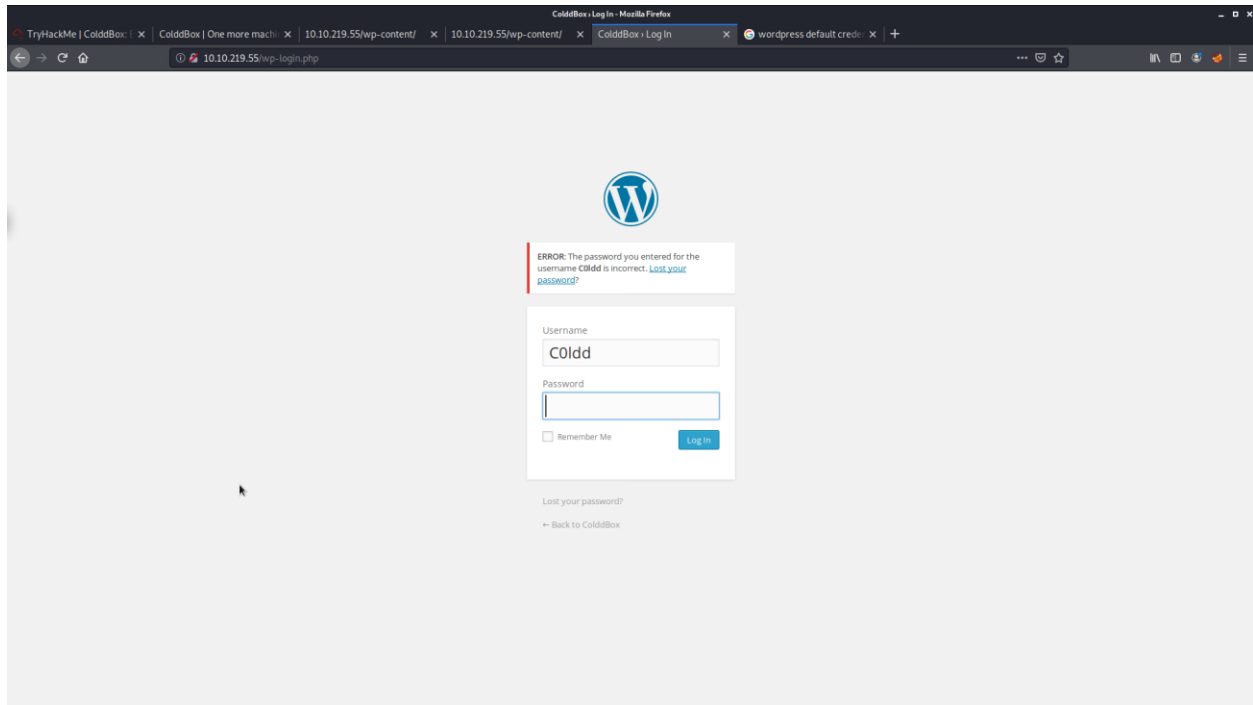 ColddBox › Log In - Mozilla Firefox
TryHackMe | ColddBox: E
ColddBox | One more machi
10.10.219.55/wp-content/
10.10.219.55/wp-content/
ColddBox › Log In
wordpress default crede
10.10.219.55/wp-login.php
ERROR: The password you entered for the
username C0ldd is incorrect. Lost your
password?
Username
C0ldd
Password
Remember Me
Log In
Lost your password?
← Back to ColddBox